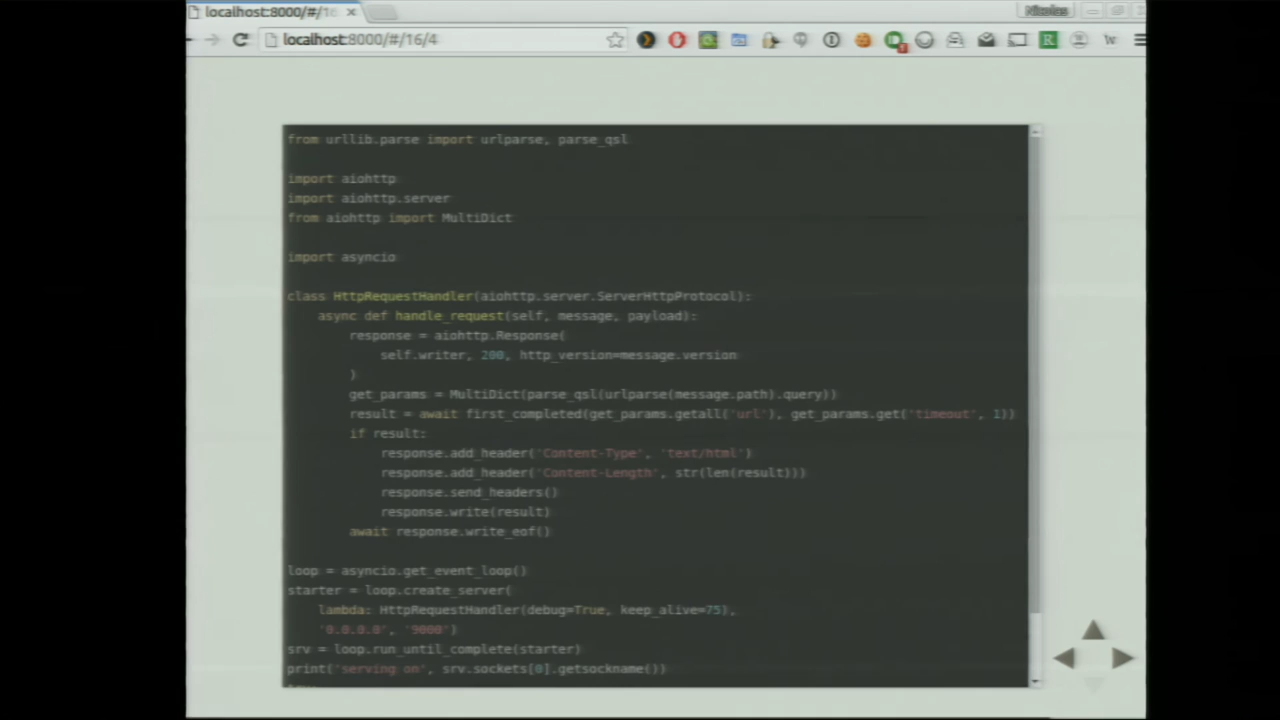 localhost:8000/#/16
Nicolas
localhost:8000/#/16/4
from urllib.parse import urlparse, parse_qsl
import aiohttp
import aiohttp.server
from aiohttp import MultiDict
import asyncio
class HttpRequestHandler(aiohttp.server.ServerHttpProtocol):
    async def handle_request(self, message, payload):
        response = aiohttp.Response(
            self.writer, 200, http_version=message.version
        )
        get_params = MultiDict(parse_qsl(urlparse(message.path).query))
        result = await first_completed(get_params.getall('url'), get_params.get('timeout', 1))
        if result:
            response.add_header('Content-Type', 'text/html')
            response.add_header('Content-Length', str(len(result)))
            response.send_headers()
            response.write(result)
        await response.write_eof()
loop = asyncio.get_event_loop()
starter = loop.create_server(
    lambda: HttpRequestHandler(debug=True, keep_alive=75),
    '0.0.0.0', '9000')
srv = loop.run_until_complete(starter)
print('serving on', srv.sockets[0].getsockname())